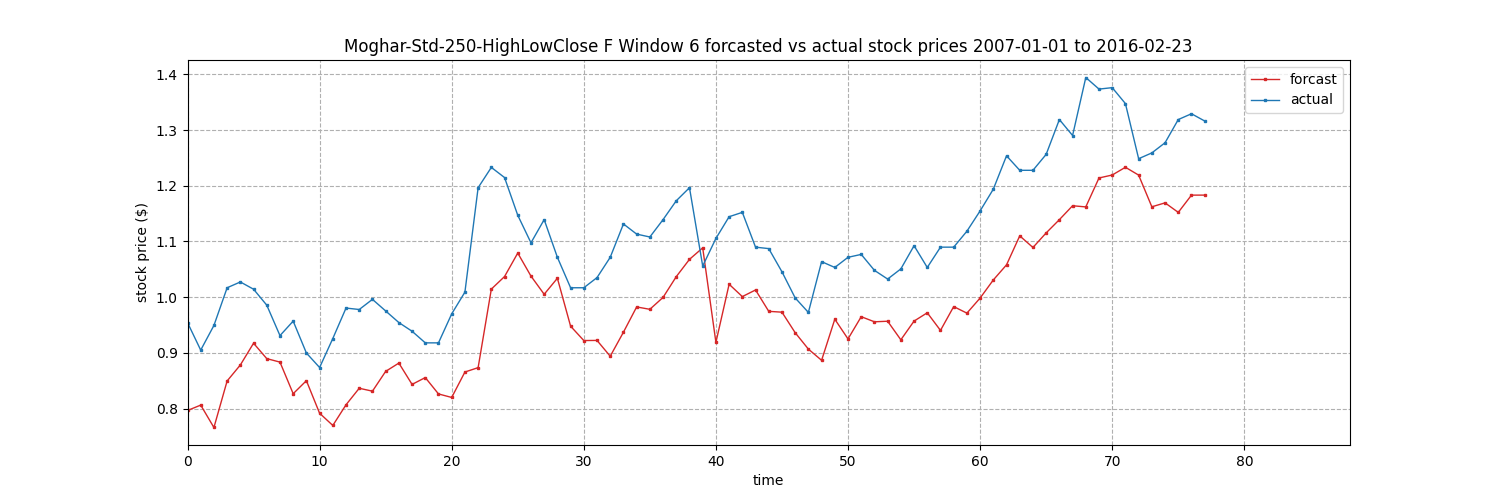 Moghar-Std-250-HighLowClose F Window 6 forcasted vs actual stock prices 2007-01-01 to 2016-02-23
forcast
actual
stock price ($)
1.4
1.3
1.2
1.1
1.0
0.9
0.8
0 10 20 30 40 50 60 70 80
time